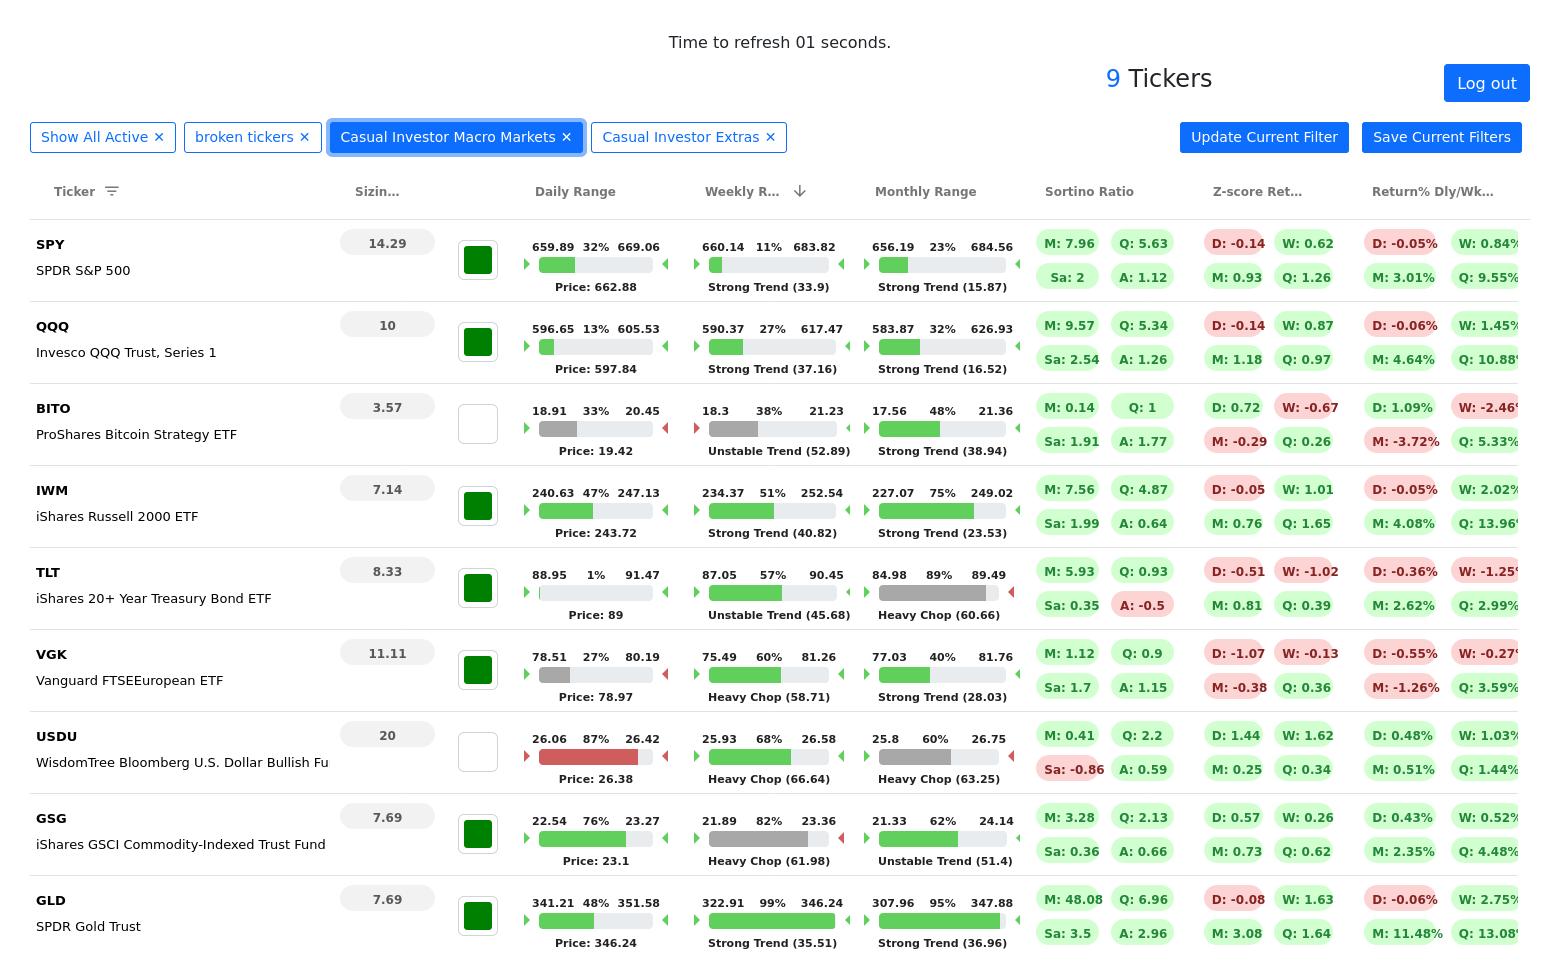 Time to refresh 01 seconds.
9 Tickers
Log out
Show All Active ✕ broken tickers ✕ Casual Investor Macro Markets ✕ Casual Investor Extras ✕ Update Current Filter Save Current Filters
Ticker Sizin… Daily Range Weekly R… Monthly Range Sortino Ratio Z-score Ret… Return% Dly/Wk…
SPY 14.29 659.89 32% 669.06 660.14 11% 683.82 656.19 23% 684.56 M: 7.96 Q: 5.63 D: -0.14 W: 0.62 D: -0.05% W: 0.84%
SPDR S&P 500 Price: 662.88 Strong Trend (33.9) Strong Trend (15.87) Sa: 2 A: 1.12 M: 0.93 Q: 1.26 M: 3.01% Q: 9.55%
QQQ 10 596.65 13% 605.53 590.37 27% 617.47 583.87 32% 626.93 M: 9.57 Q: 5.34 D: -0.14 W: 0.87 D: -0.06% W: 1.45%
Invesco QQQ Trust, Series 1 Price: 597.84 Strong Trend (37.16) Strong Trend (16.52) Sa: 2.54 A: 1.26 M: 1.18 Q: 0.97 M: 4.64% Q: 10.88%
BITO 3.57 18.91 33% 20.45 18.3 38% 21.23 17.56 48% 21.36 M: 0.14 Q: 1 D: 0.72 W: -0.67 D: 1.09% W: -2.46%
ProShares Bitcoin Strategy ETF Price: 19.42 Unstable Trend (52.89) Strong Trend (38.94) Sa: 1.91 A: 1.77 M: -0.29 Q: 0.26 M: -3.72% Q: 5.33%
IWM 7.14 240.63 47% 247.13 234.37 51% 252.54 227.07 75% 249.02 M: 7.56 Q: 4.87 D: -0.05 W: 1.01 D: -0.05% W: 2.02%
iShares Russell 2000 ETF Price: 243.72 Strong Trend (40.82) Strong Trend (23.53) Sa: 1.99 A: 0.64 M: 0.76 Q: 1.65 M: 4.08% Q: 13.96%
TLT 8.33 88.95 1% 91.47 87.05 57% 90.45 84.98 89% 89.49 M: 5.93 Q: 0.93 D: -0.51 W: -1.02 D: -0.36% W: -1.25%
iShares 20+ Year Treasury Bond ETF Price: 89 Unstable Trend (45.68) Heavy Chop (60.66) Sa: 0.35 A: -0.5 M: 0.81 Q: 0.39 M: 2.62% Q: 2.99%
VGK 11.11 78.51 27% 80.19 75.49 60% 81.26 77.03 40% 81.76 M: 1.12 Q: 0.9 D: -1.07 W: -0.13 D: -0.55% W: -0.27%
Vanguard FTSEEuropean ETF Price: 78.97 Heavy Chop (58.71) Strong Trend (28.03) Sa: 1.7 A: 1.15 M: -0.38 Q: 0.36 M: -1.26% Q: 3.59%
USDU 20 26.06 87% 26.42 25.93 68% 26.58 25.8 60% 26.75 M: 0.41 Q: 2.2 D: 1.44 W: 1.62 D: 0.48% W: 1.03%
WisdomTree Bloomberg U.S. Dollar Bullish Fu Price: 26.38 Heavy Chop (66.64) Heavy Chop (63.25) Sa: -0.86 A: 0.59 M: 0.25 Q: 0.34 M: 0.51% Q: 1.44%
GSG 7.69 22.54 76% 23.27 21.89 82% 23.36 21.33 62% 24.14 M: 3.28 Q: 2.13 D: 0.57 W: 0.26 D: 0.43% W: 0.52%
iShares GSCI Commodity-Indexed Trust Fund Price: 23.1 Heavy Chop (61.98) Unstable Trend (51.4) Sa: 0.36 A: 0.66 M: 0.73 Q: 0.62 M: 2.35% Q: 4.48%
GLD 7.69 341.21 48% 351.58 322.91 99% 346.24 307.96 95% 347.88 M: 48.08 Q: 6.96 D: -0.08 W: 1.63 D: -0.06% W: 2.75%
SPDR Gold Trust Price: 346.24 Strong Trend (35.51) Strong Trend (36.96) Sa: 3.5 A: 2.96 M: 3.08 Q: 1.64 M: 11.48% Q: 13.08%